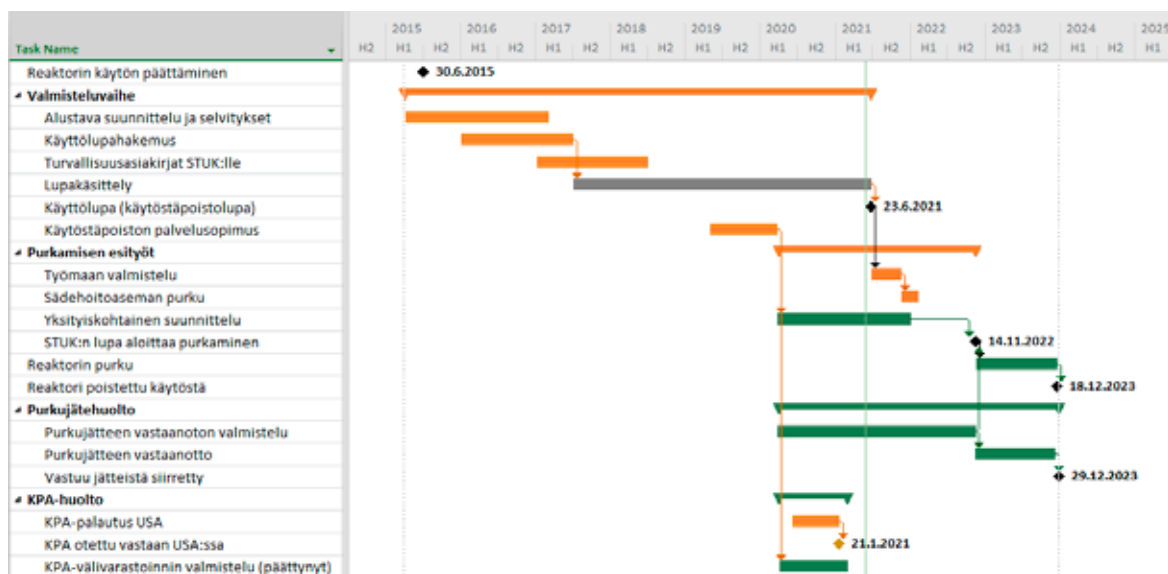 2015 2016 2017 2018 2019 2020 2021 2022 2023 2024 2025
Task Name H2 H1 H2 H1 H2 H1 H2 H1 H2 H1 H2 H1 H2 H1 H2 H1 H2 H1 H2 H1 H2 H1
Reaktorin käytön päättäminen 30.6.2015
Valmisteluvaihe
Alustava suunnittelu ja selvitykset
Käyttölupahakemus
Turvallisuusasiakirjat STUK:lle
Lupakäsittely
Käyttölupa (käytöstäpoistolupa) 23.6.2021
Käytöstäpoiston palvelusopimus
Purkamisen esityöt
Työmaan valmistelu
Sädehoitoaseman purku
Yksityiskohtainen suunnittelu
STUK:n lupa aloittaa purkaminen 14.11.2022
Reaktorin purku
Reaktori poistettu käytöstä 18.12.2023
Purkujätehuolto
Purkujätteen vastaanoton valmistelu
Purkujätteen vastaanotto
Vastuu jätteistä siirretty 29.12.2023
KPA-huolto
KPA-palautus USA
KPA otettu vastaan USA:ssa 21.1.2021
KPA-välivarastoinnin valmistelu (päättynyt)